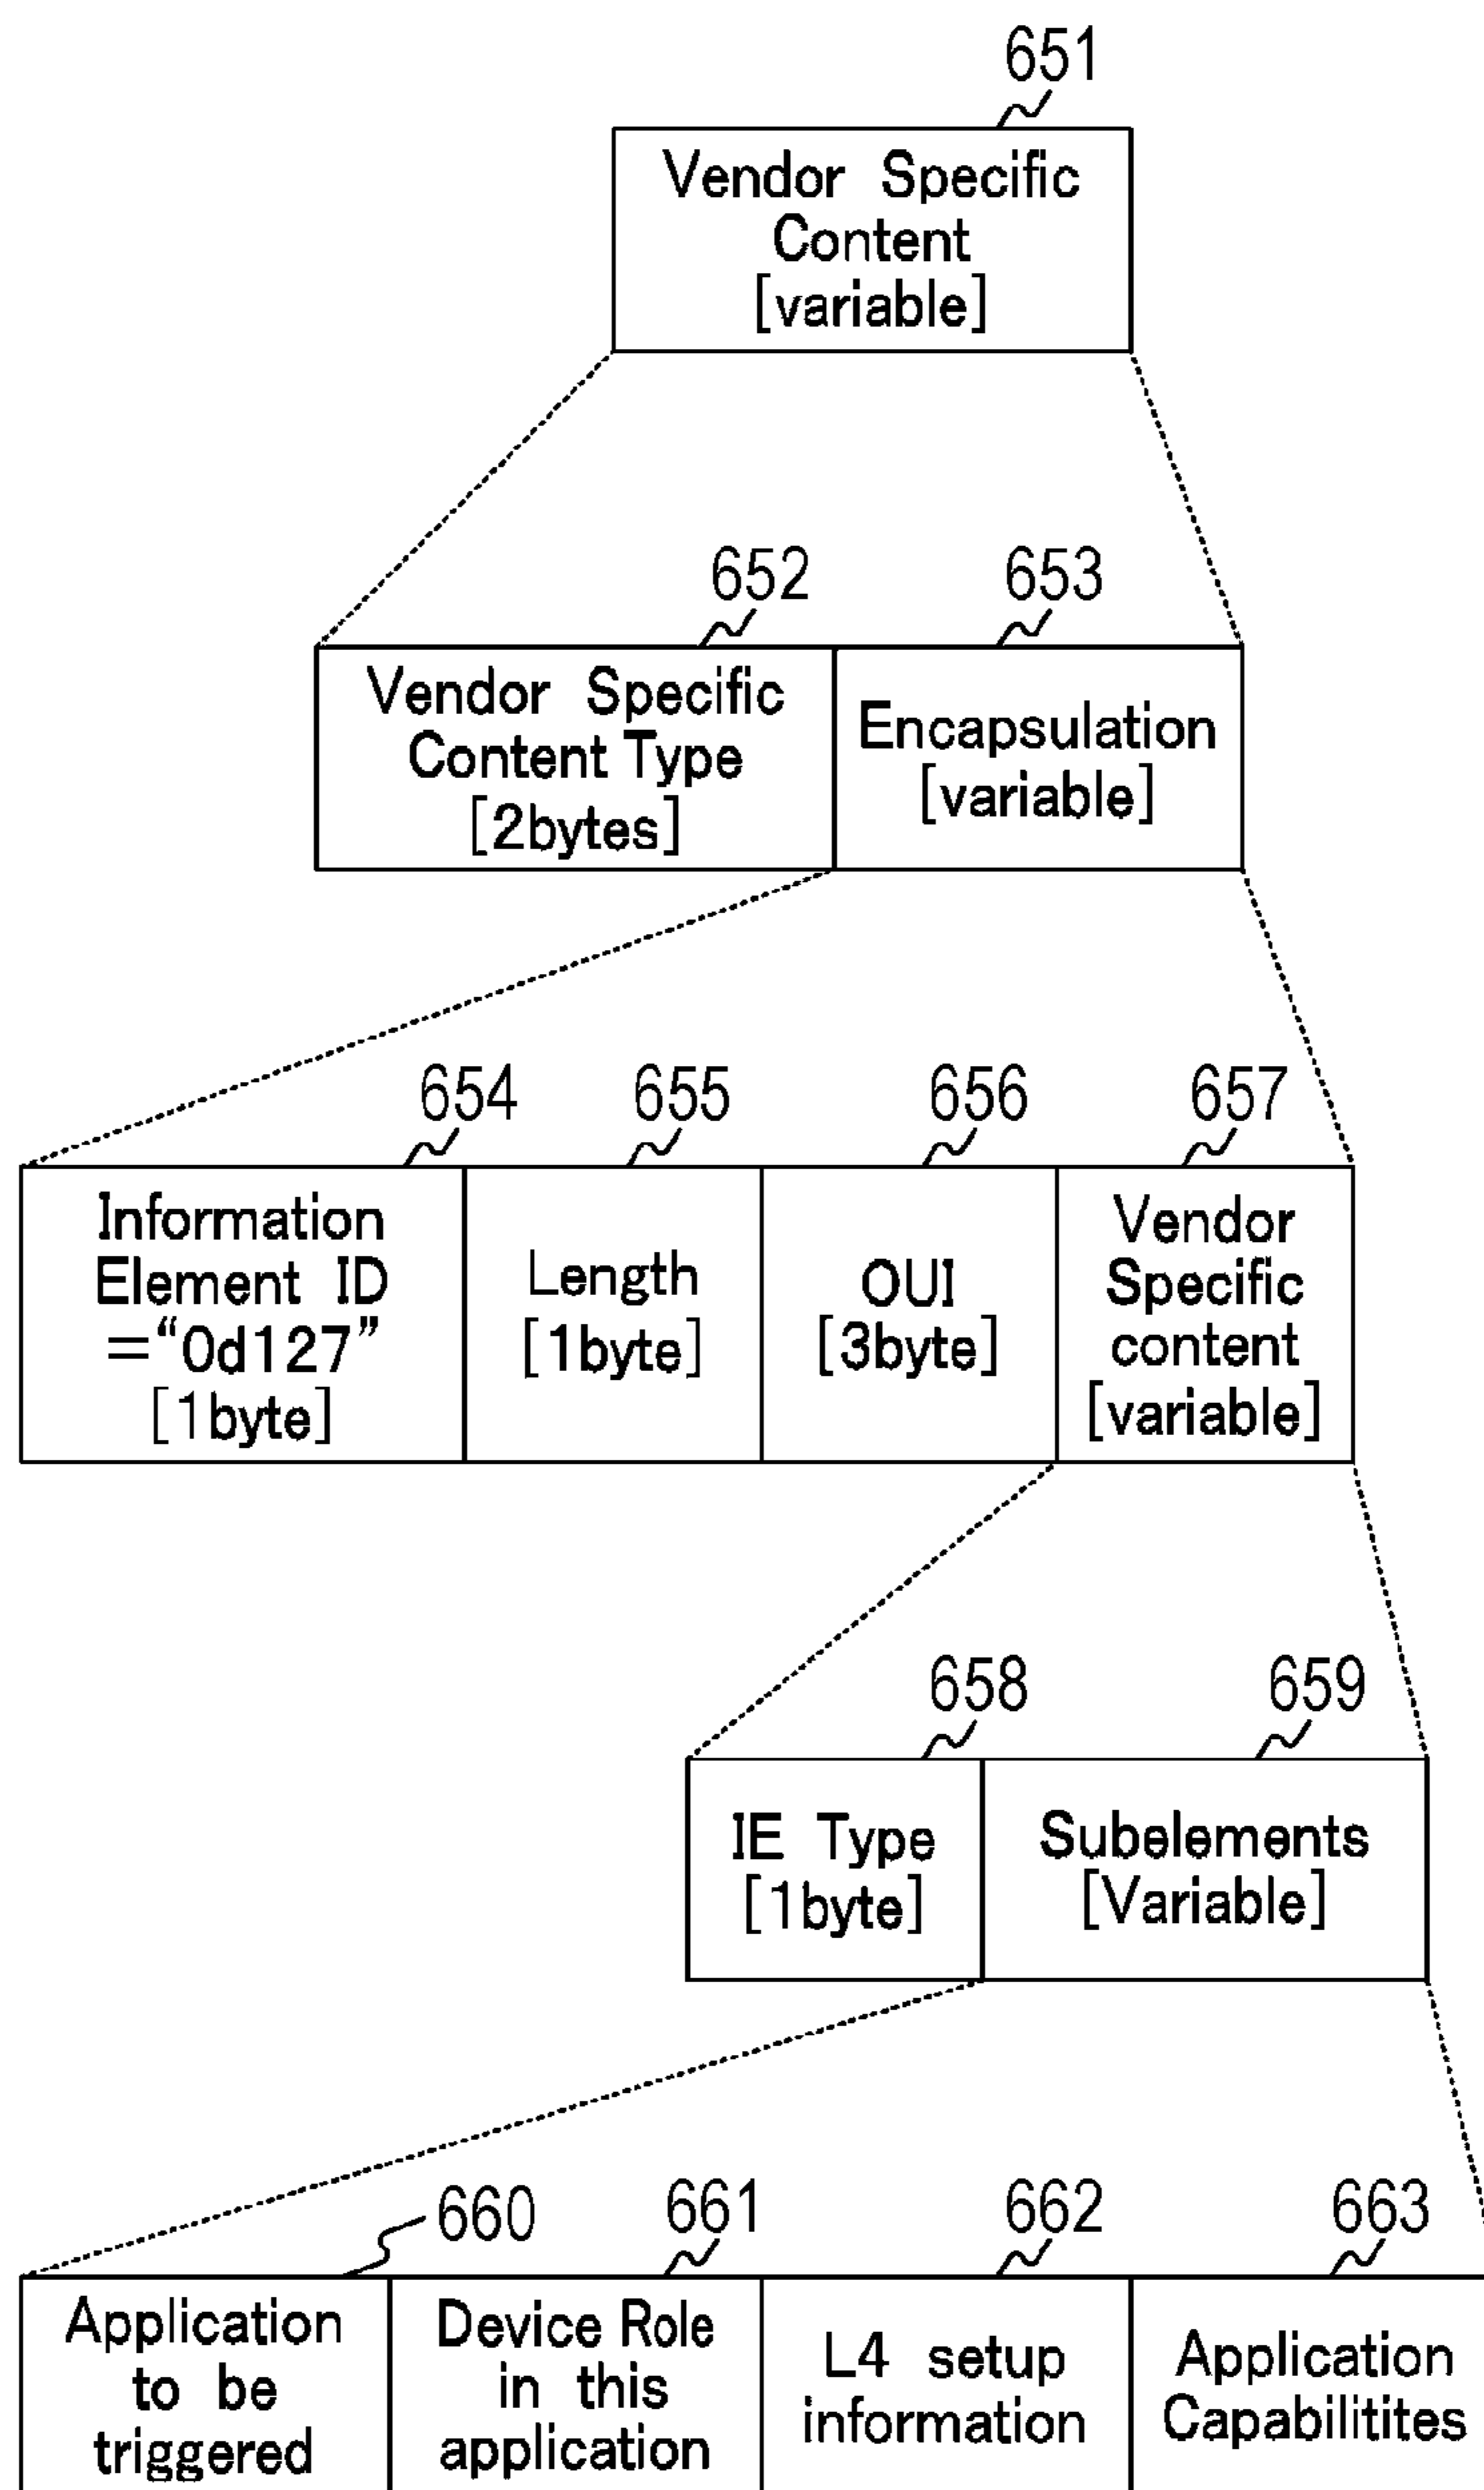 651
Vendor Specific
Content
[variable]
652
653
Vendor Specific
Content Type
[2bytes]
Encapsulation
[variable]
654
655
656
657
Information
Element ID
=“0d127”
[1byte]
Length
[1byte]
OUI
[3byte]
Vendor
Specific
content
[variable]
658
659
IE Type
[1byte]
Subelements
[Variable]
660
661
662
663
Application
to be
triggered
Device Role
in this
application
L4 setup
information
Application
Capabilitites